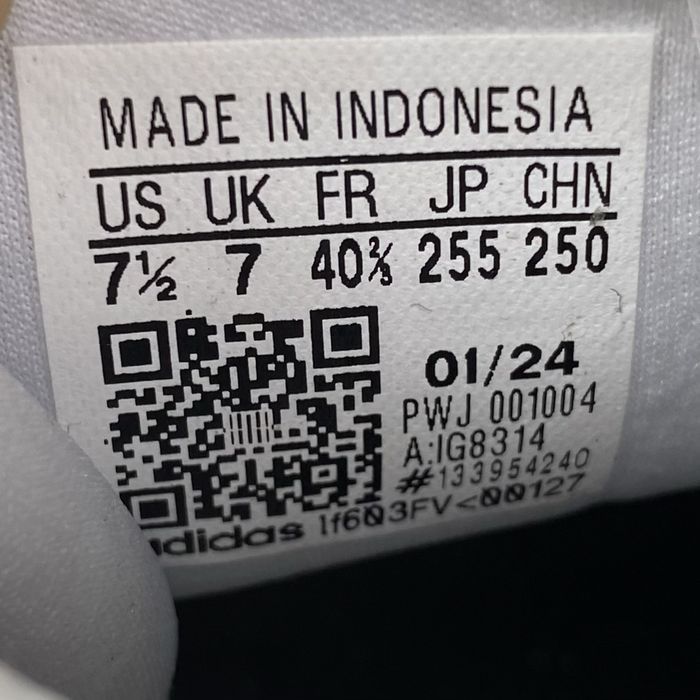 MADE IN INDONESIA
US UK FR JP CHN
7½ 7 40⅔ 255 250
01/24
PWJ 001004
A:IG8314
#133954240
adidas 1f603FV<00127